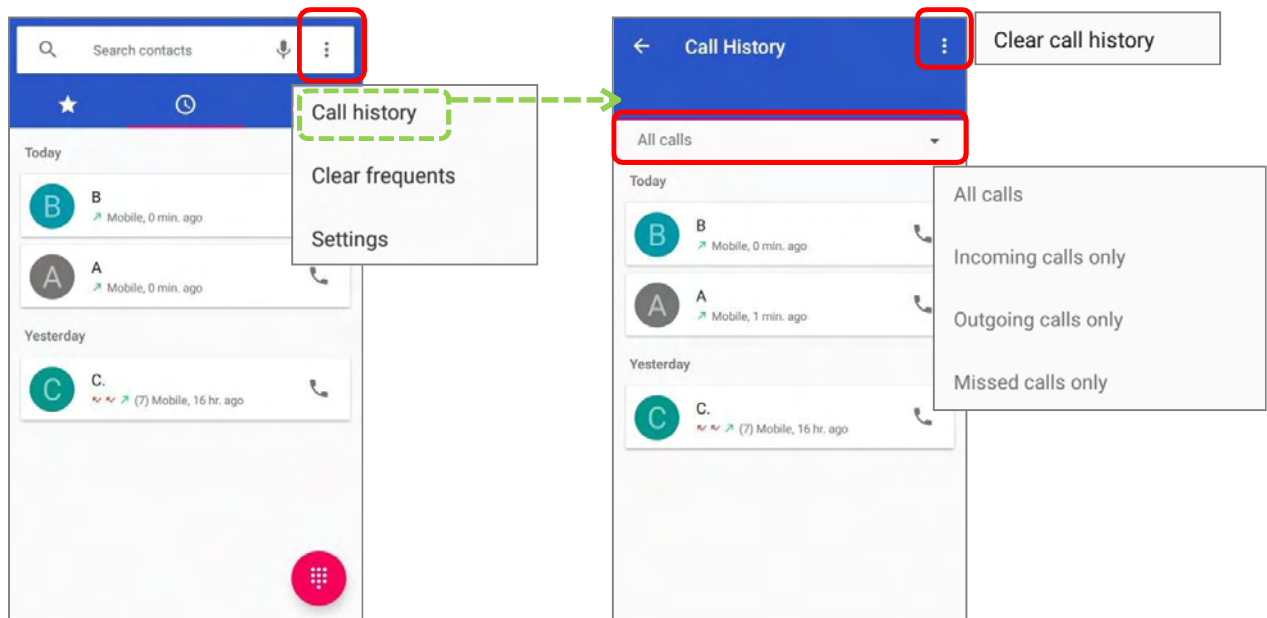 Search contacts
Call history
Clear frequents
Settings
Today
B
B
Mobile, 0 min. ago
A
A
Mobile, 0 min. ago
Yesterday
C
C.
(7) Mobile, 16 hr. ago
Call History
Clear call history
All calls
Today
B
B
Mobile, 0 min. ago
A
A
Mobile, 1 min. ago
Yesterday
C
C.
(7) Mobile, 16 hr. ago
All calls
Incoming calls only
Outgoing calls only
Missed calls only